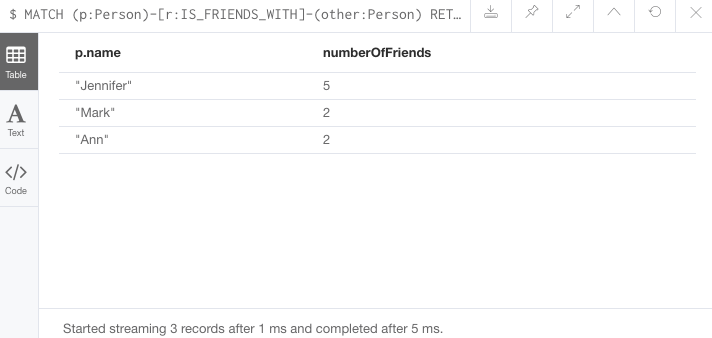 $ MATCH (p:Person)-[r:IS_FRIENDS_WITH]-(other:Person) RET…
p.name numberOfFriends
Table
"Jennifer" 5
"Mark" 2
Text
"Ann" 2
Code
Started streaming 3 records after 1 ms and completed after 5 ms.